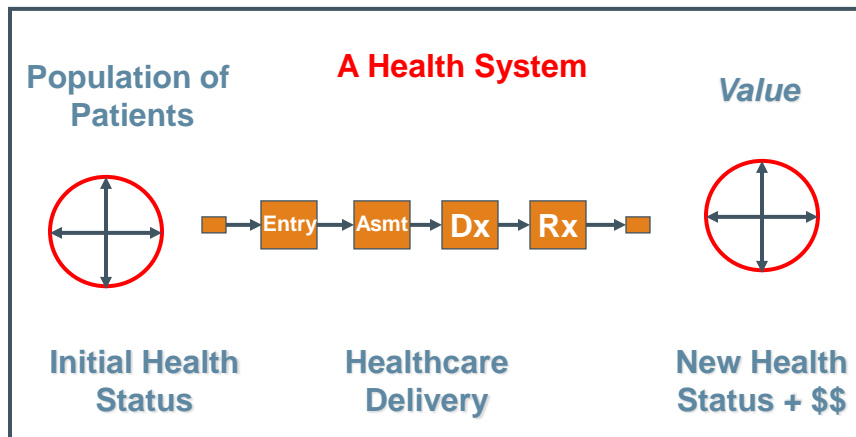 A Health System
Population of
Patients
Value
Entry
Asmt
Dx
Rx
Initial Health
Status
Healthcare
Delivery
New Health
Status + $$